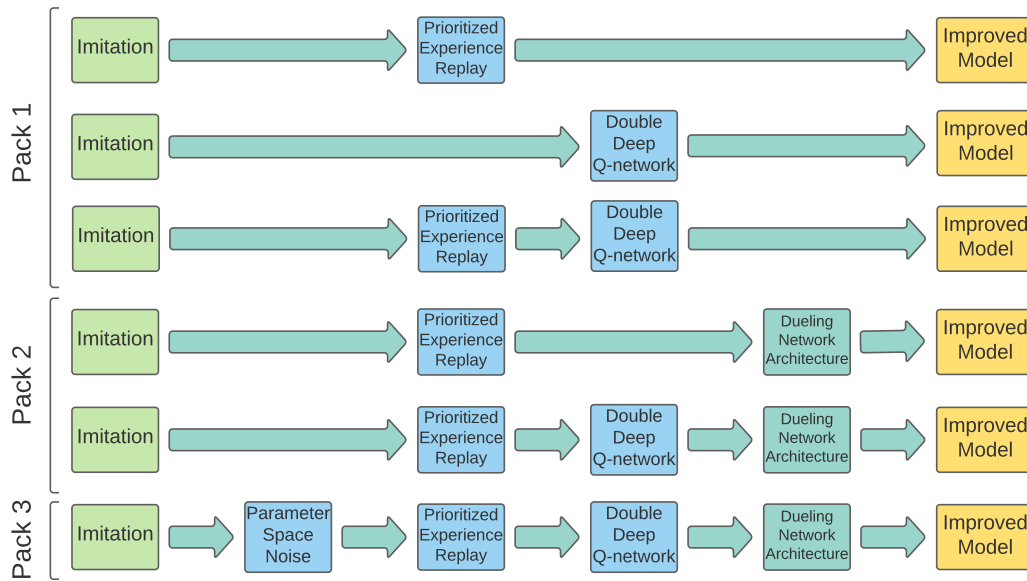 Pack 1
Imitation
Prioritized
Experience
Replay
Improved
Model
Imitation
Double
Deep
Q-network
Improved
Model
Imitation
Prioritized
Experience
Replay
Double
Deep
Q-network
Improved
Model
Pack 2
Imitation
Prioritized
Experience
Replay
Dueling
Network
Architecture
Improved
Model
Imitation
Prioritized
Experience
Replay
Double
Deep
Q-network
Dueling
Network
Architecture
Improved
Model
Pack 3
Imitation
Parameter
Space
Noise
Prioritized
Experience
Replay
Double
Deep
Q-network
Dueling
Network
Architecture
Improved
Model